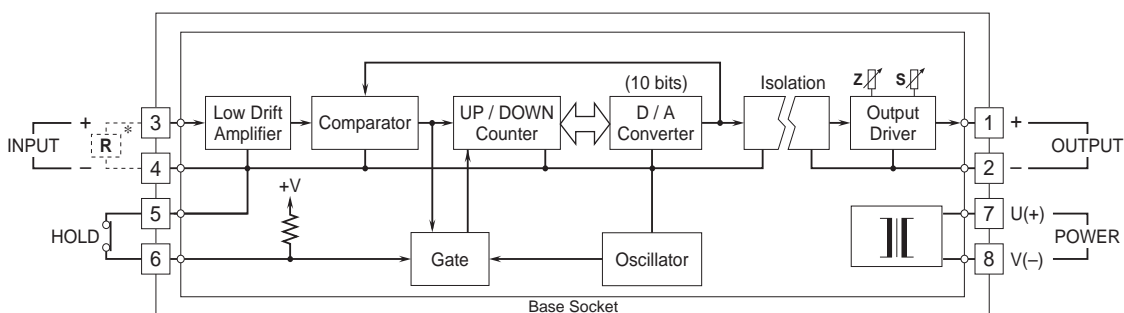 (10 bits)
Isolation
Z
S
3
Low Drift
Amplifier
Comparator
UP / DOWN
Counter
D / A
Converter
Output
Driver
1
+
+
R
*
INPUT
OUTPUT
–
4
2
–
+V
5
7
U(+)
HOLD
POWER
6
Gate
Oscillator
8
V(–)
Base Socket